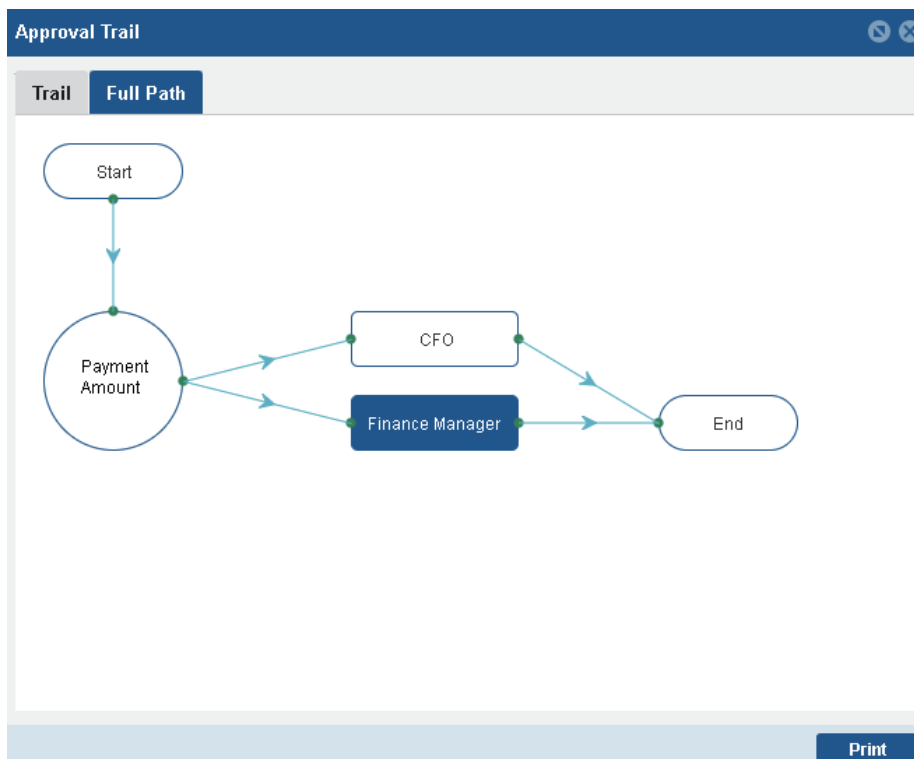 Approval Trail
Trail
Full Path
Start
Payment
Amount
CFO
Finance Manager
End
Print